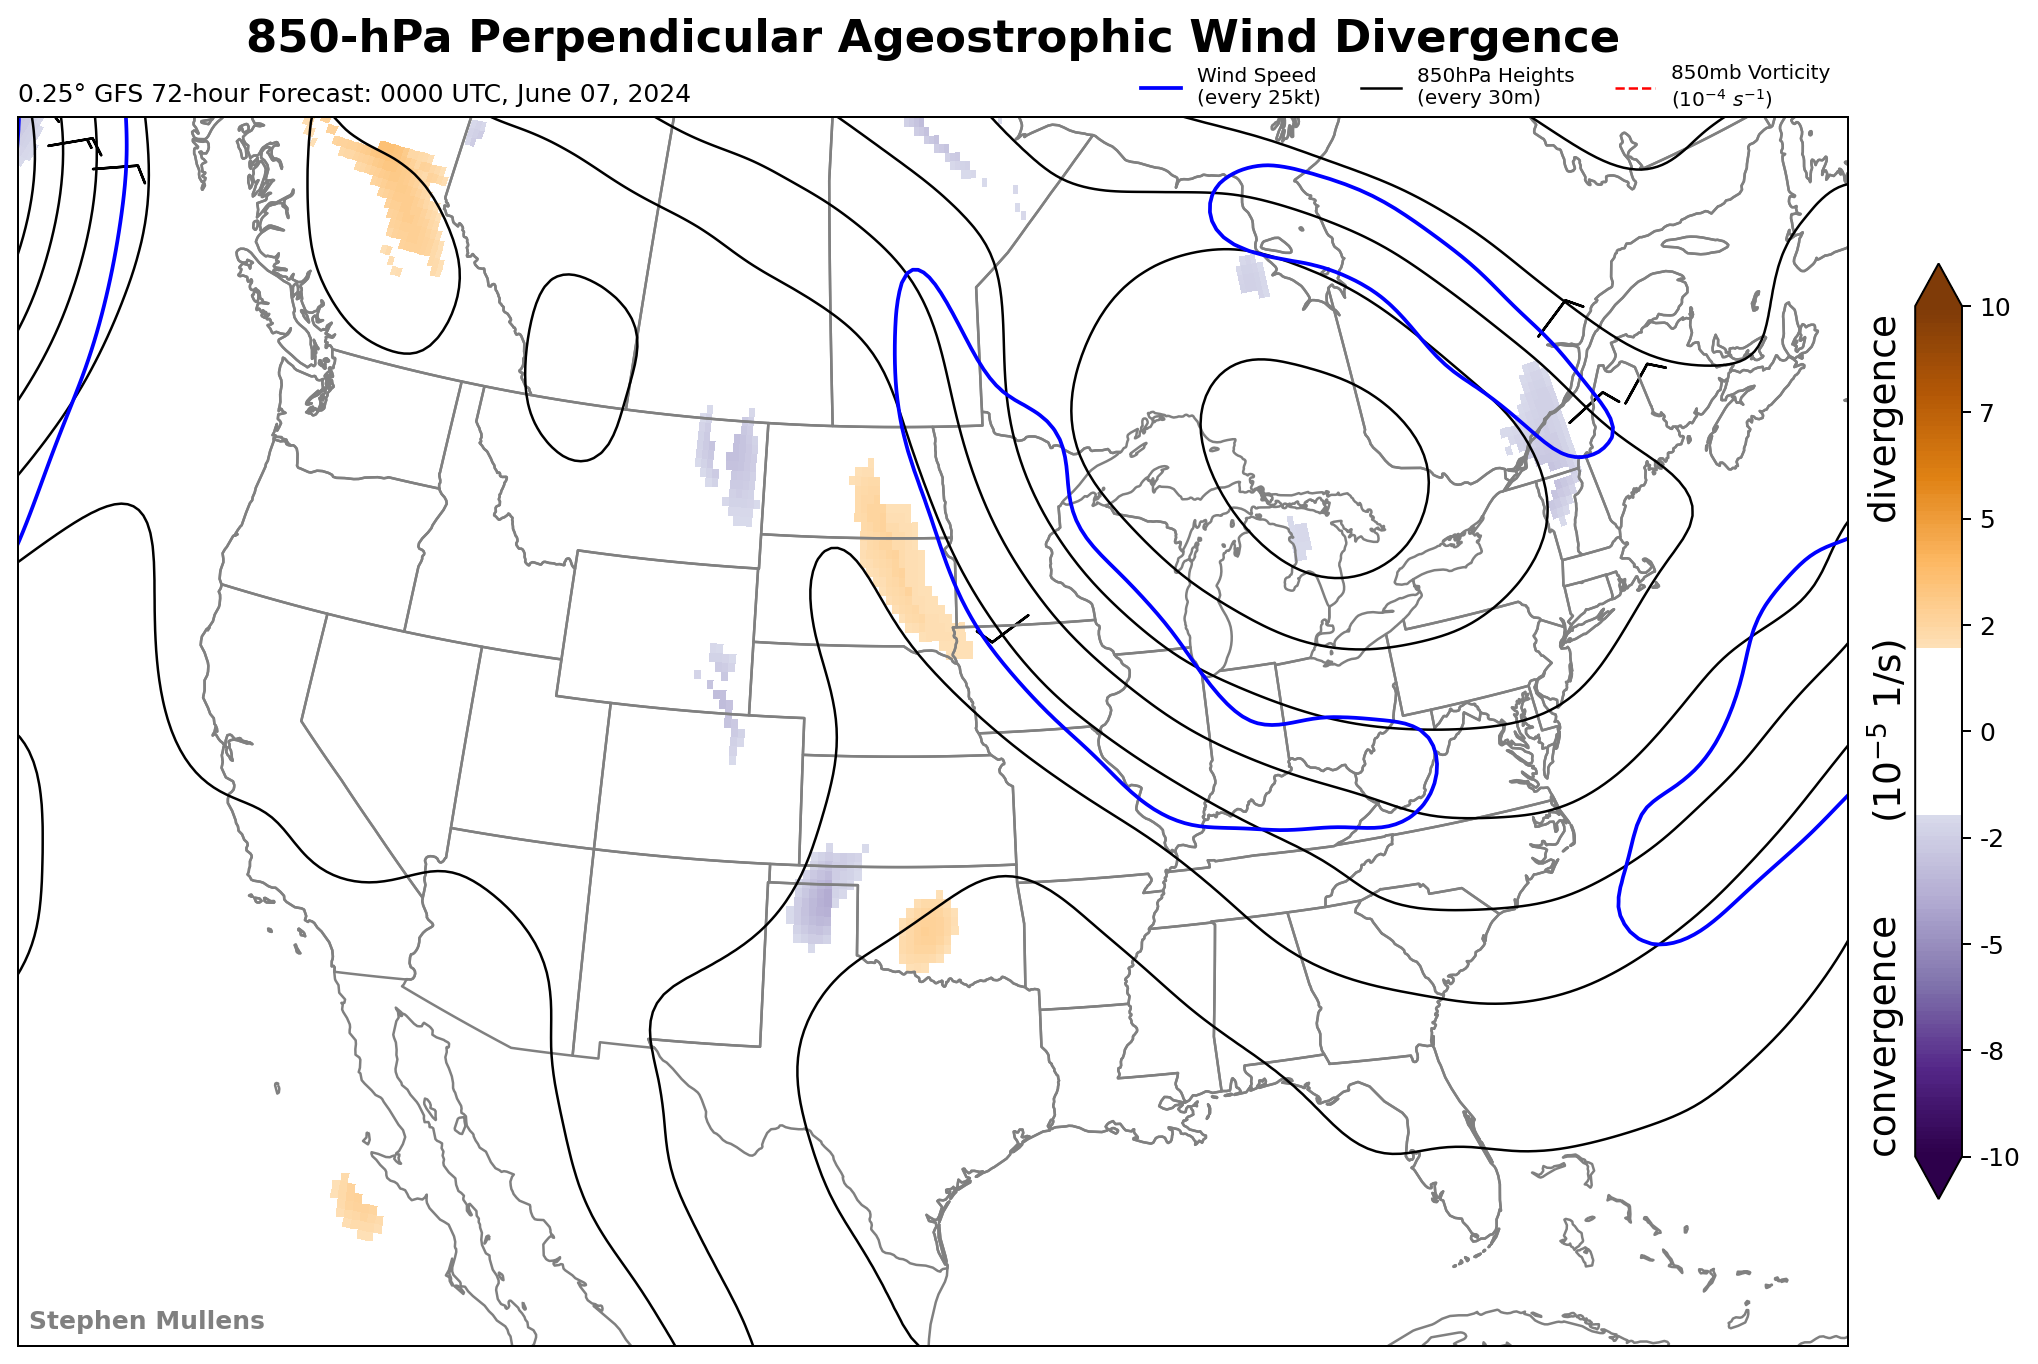 850-hPa Perpendicular Ageostrophic Wind Divergence
0.25° GFS 72-hour Forecast: 0000 UTC, June 07, 2024
Wind Speed
(every 25kt)
850hPa Heights
(every 30m)
850mb Vorticity
(10⁻⁴ s⁻¹)
10
7
5
2
0
-2
-5
-8
-10
convergence (10⁻⁵ 1/s) divergence
Stephen Mullens